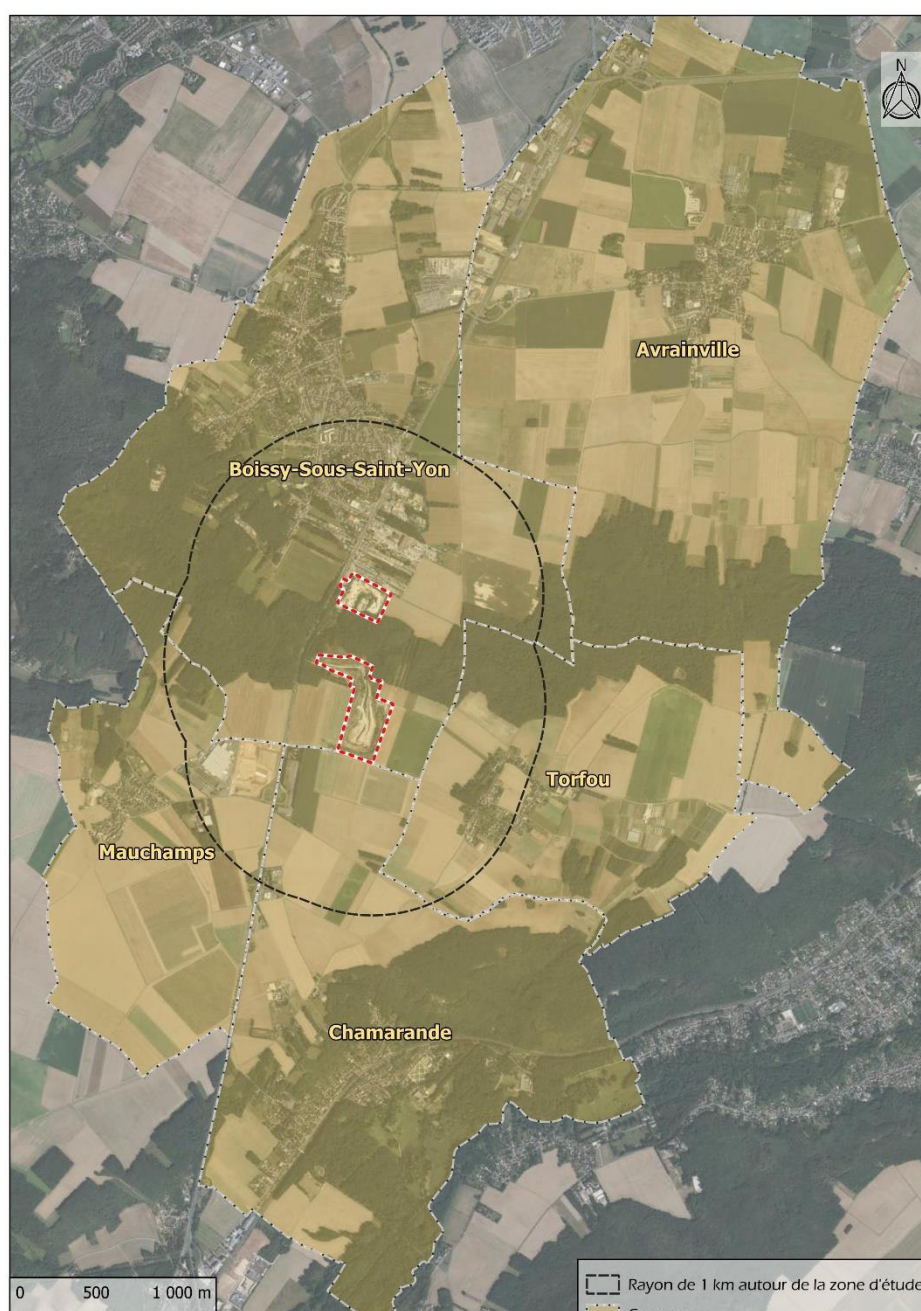 N
Avrainville
Boissy-Sous-Saint-Yon
Torfou
Mauchamps
Chamarande
0 500 1 000 m
Rayon de 1 km autour de la zone d'étude